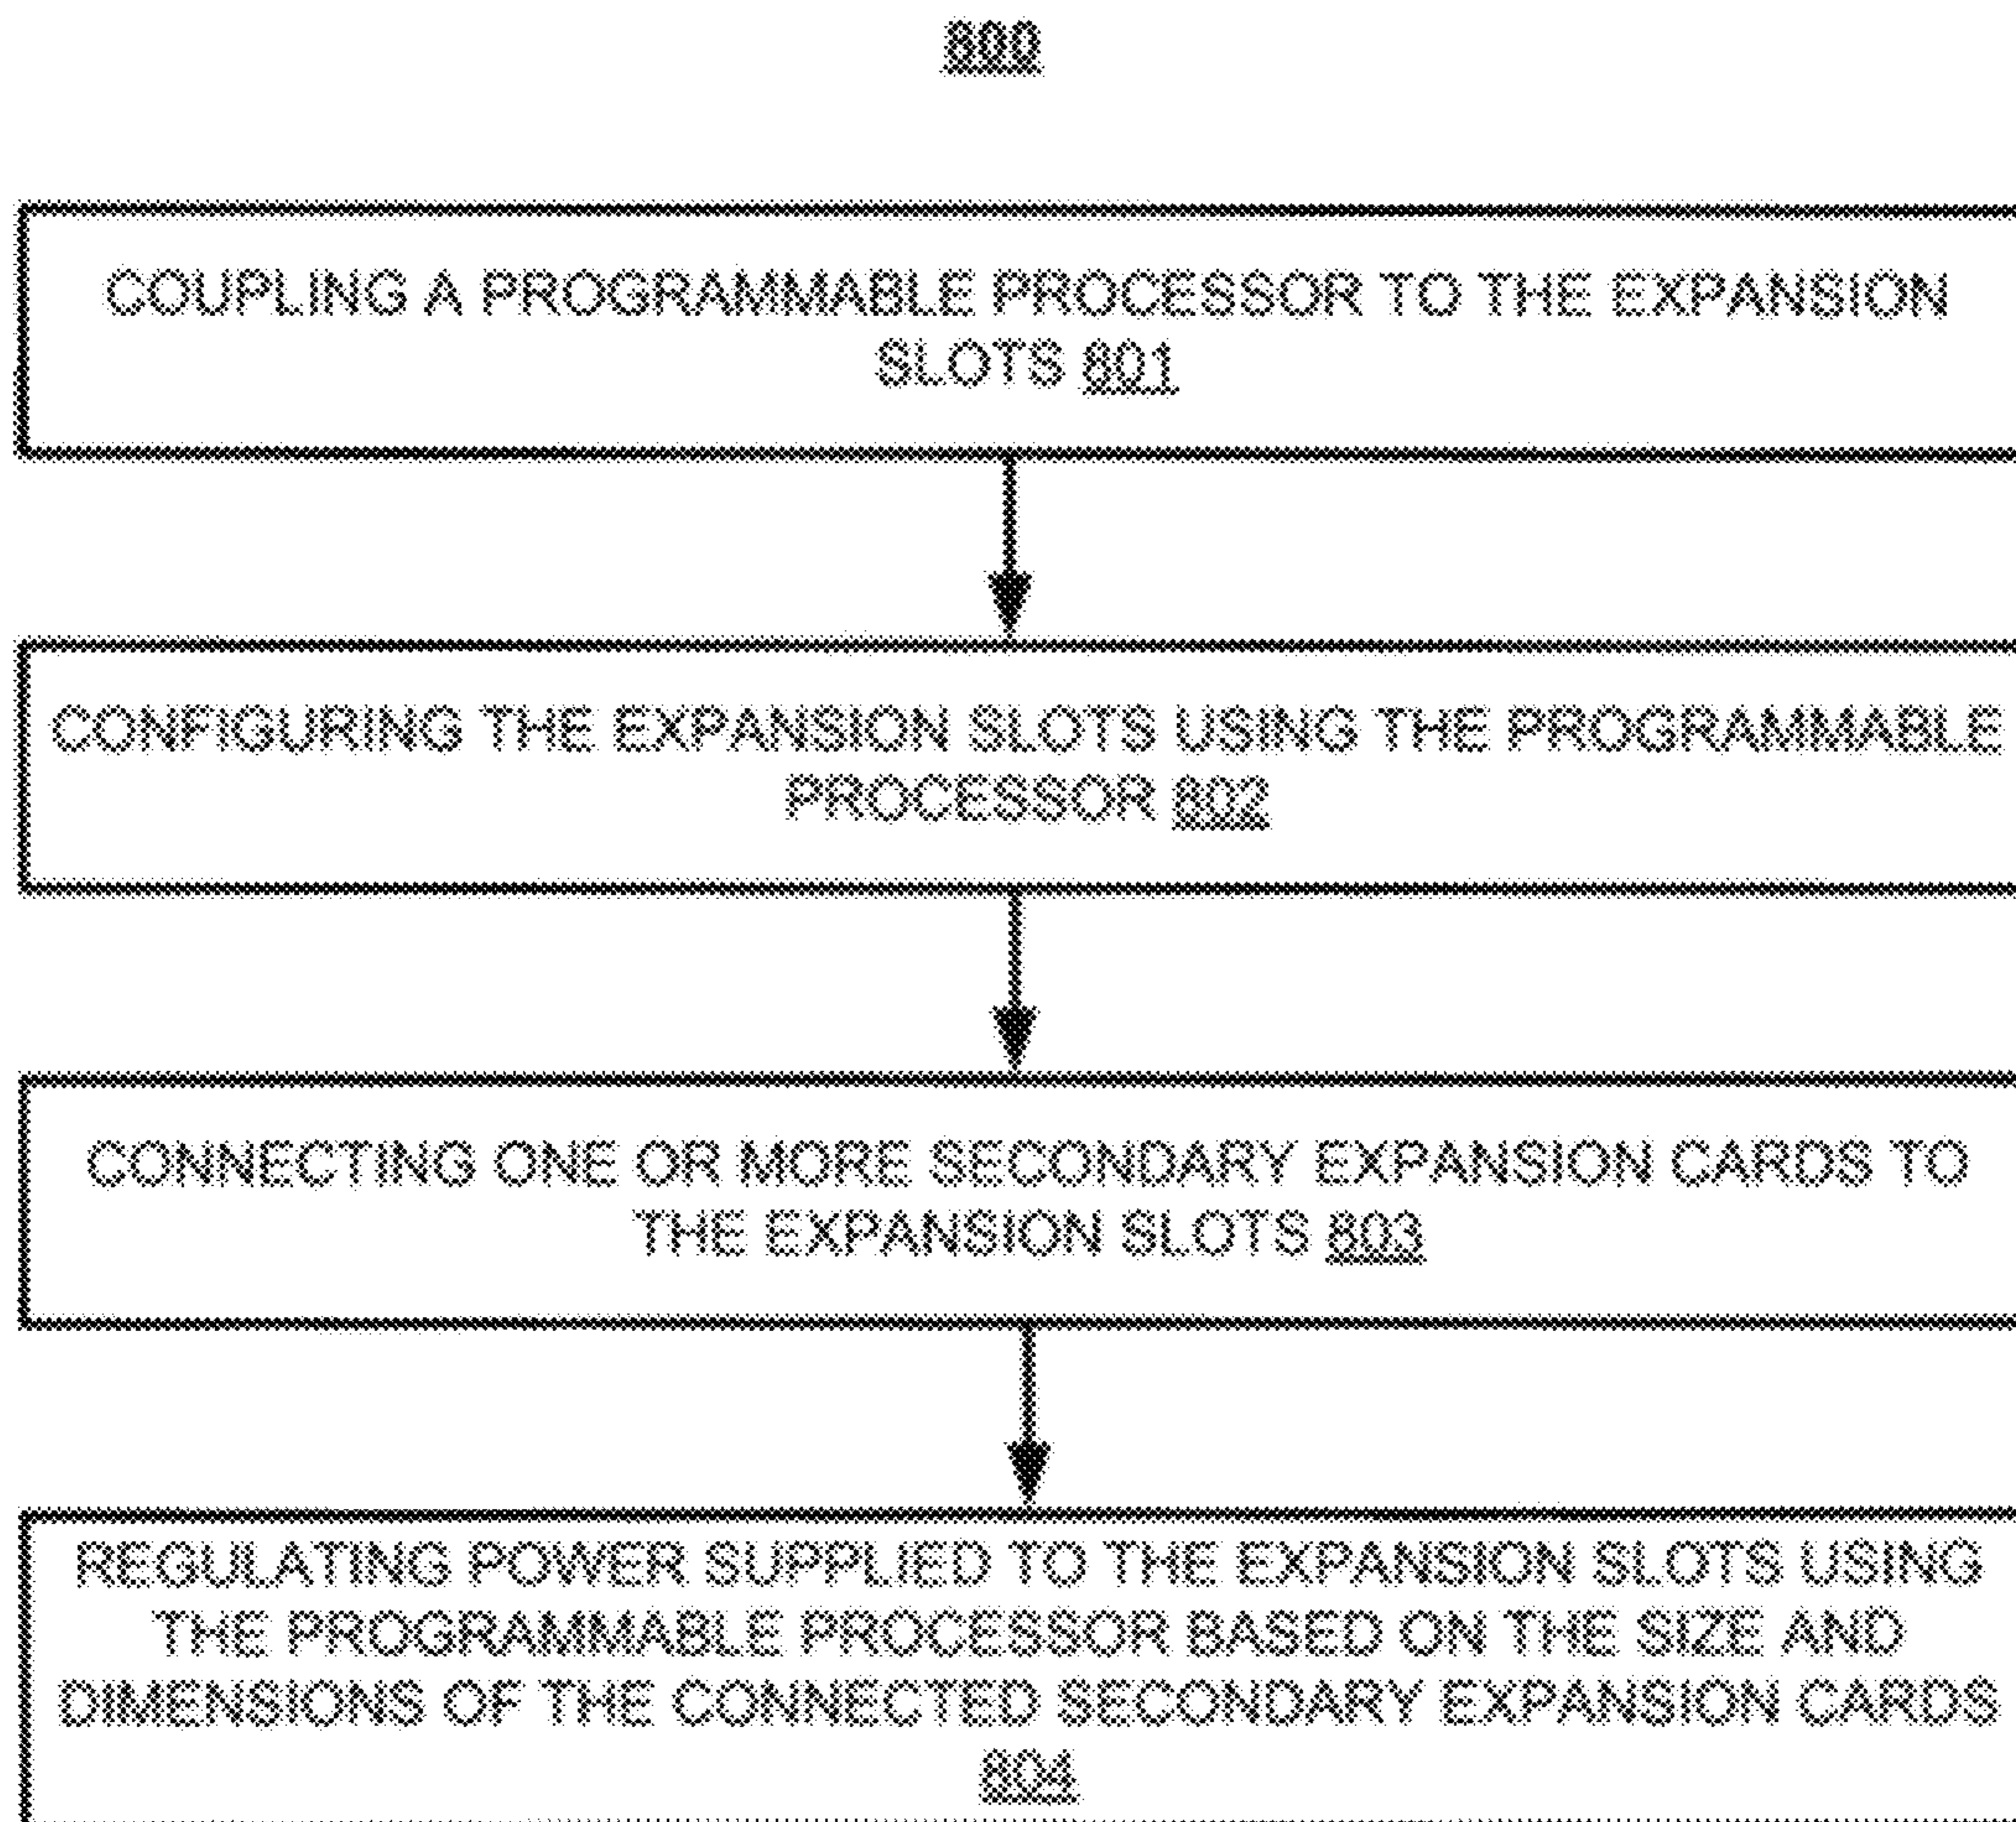 800
COUPLING A PROGRAMMABLE PROCESSOR TO THE EXPANSION
SLOTS 801
CONFIGURING THE EXPANSION SLOTS USING THE PROGRAMMABLE
PROCESSOR 802
CONNECTING ONE OR MORE SECONDARY EXPANSION CARDS TO
THE EXPANSION SLOTS 803
REGULATING POWER SUPPLIED TO THE EXPANSION SLOTS USING
THE PROGRAMMABLE PROCESSOR BASED ON THE SIZE AND
DIMENSIONS OF THE CONNECTED SECONDARY EXPANSION CARDS
804